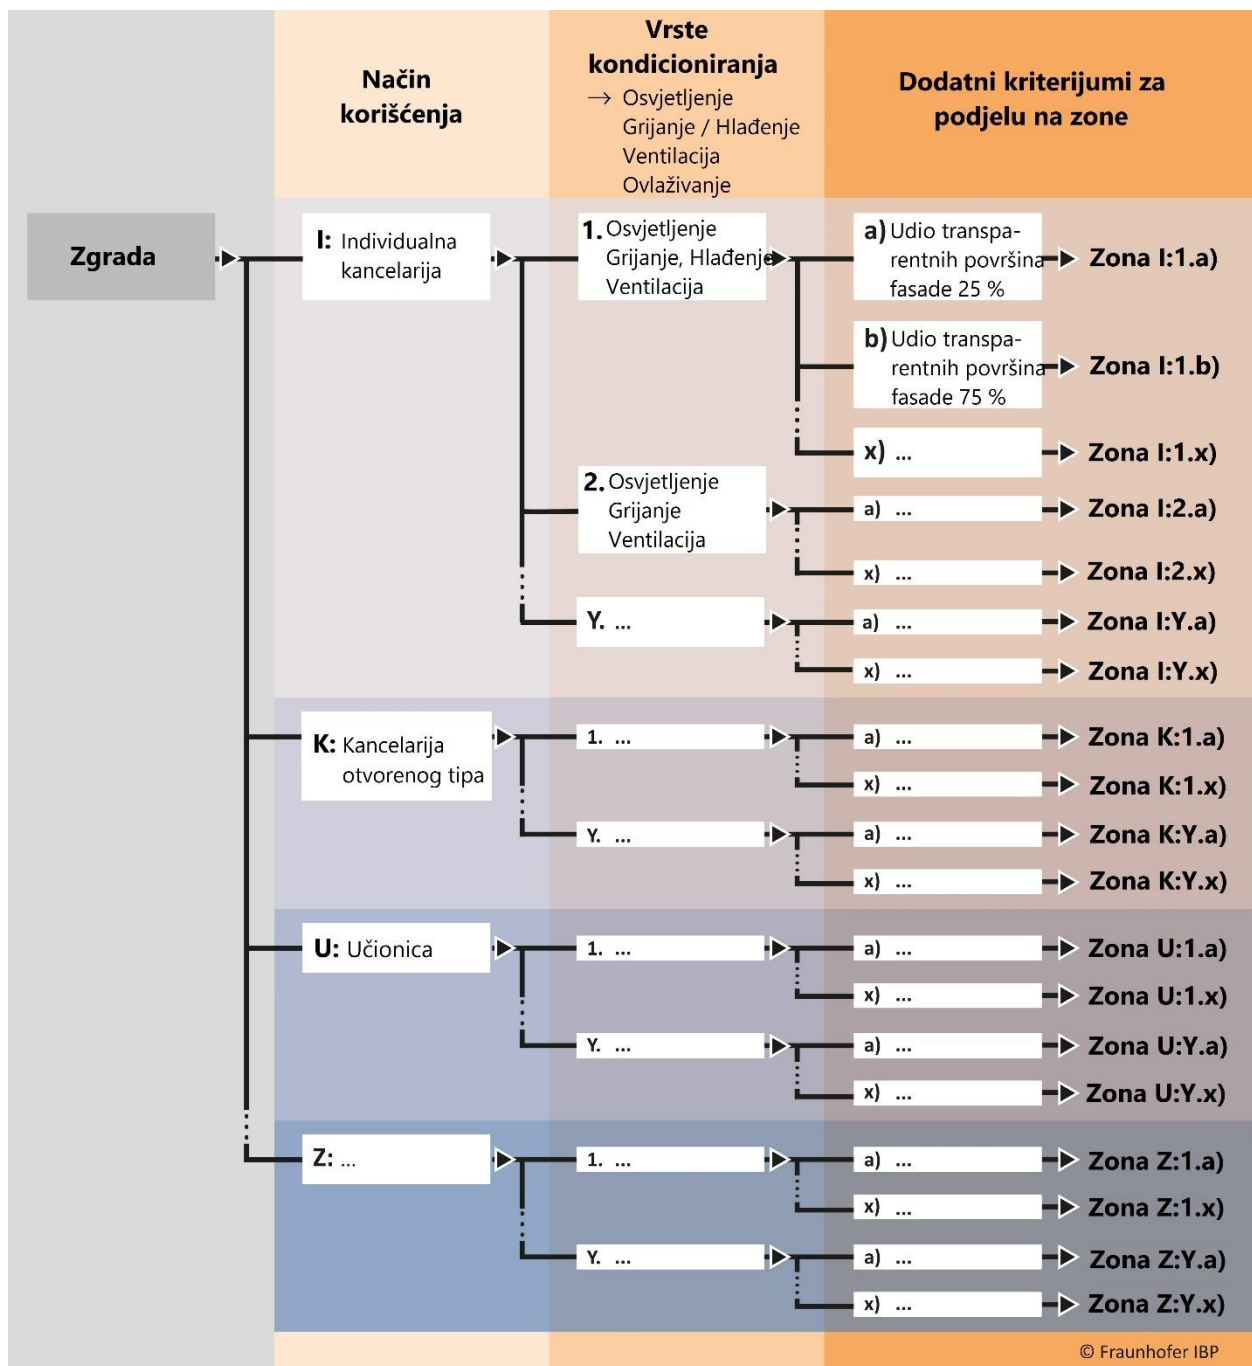 Način
korišćenja
Vrste
kondicioniranja
→ Osvjetljenje
Grijanje / Hlađenje
Ventilacija
Ovlaživanje
Dodatni kriterijumi za
podjelu na zone
Zgrada
I: Individualna
kancelarija
1. Osvjetljenje
Grijanje, Hlađenje
Ventilacija
a) Udio transpa-
rentnih površina
fasade 25 %
Zona I:1.a)
b) Udio transpa-
rentnih površina
fasade 75 %
Zona I:1.b)
x) ...
Zona I:1.x)
2. Osvjetljenje
Grijanje
Ventilacija
a) ...
Zona I:2.a)
x) ...
Zona I:2.x)
Y. ...
a) ...
Zona I:Y.a)
x) ...
Zona I:Y.x)
K: Kancelarija
otvorenog tipa
1. ...
a) ...
Zona K:1.a)
x) ...
Zona K:1.x)
Y. ...
a) ...
Zona K:Y.a)
x) ...
Zona K:Y.x)
U: Učionica
1. ...
a) ...
Zona U:1.a)
x) ...
Zona U:1.x)
Y. ...
a) ...
Zona U:Y.a)
x) ...
Zona U:Y.x)
Z: ...
1. ...
a) ...
Zona Z:1.a)
x) ...
Zona Z:1.x)
Y. ...
a) ...
Zona Z:Y.a)
x) ...
Zona Z:Y.x)
© Fraunhofer IBP